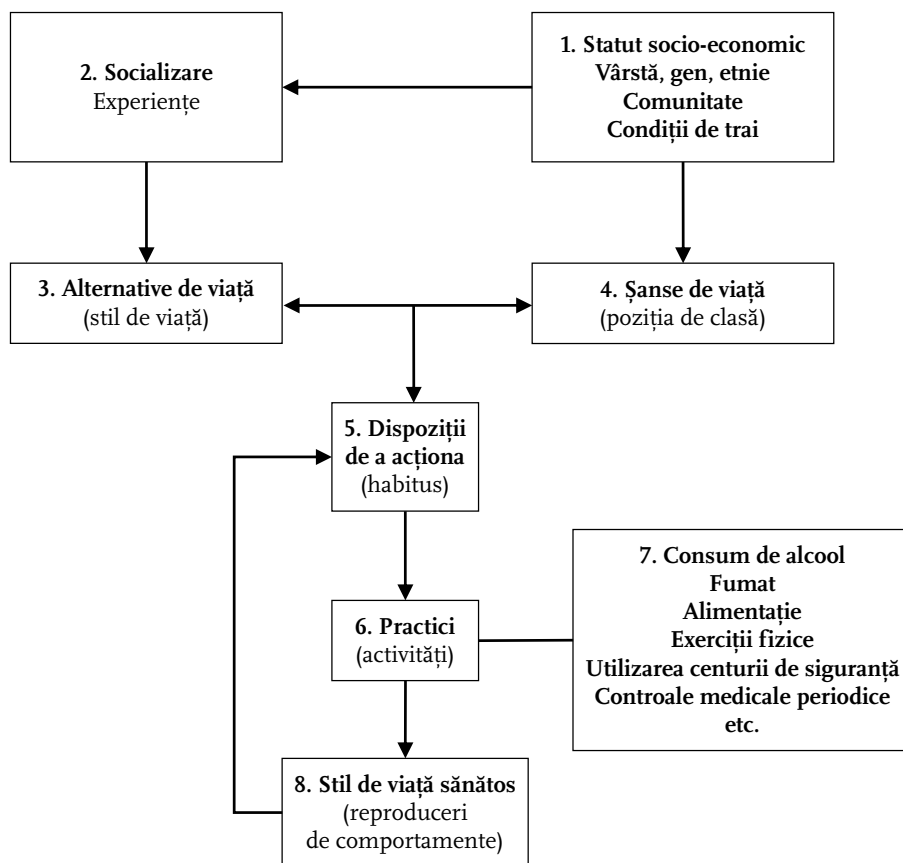 1. Statut socio-economic
Vârstă, gen, etnie
Comunitate
Condiții de trai
2. Socializare
Experiențe
3. Alternative de viață
(stil de viață)
4. Șanse de viață
(poziția de clasă)
5. Dispoziții
de a acționa
(habitus)
6. Practici
(activități)
7. Consum de alcool
Fumat
Alimentație
Exerciții fizice
Utilizarea centurii de siguranță
Controale medicale periodice
etc.
8. Stil de viață sănătos
(reproduceri
de comportamente)